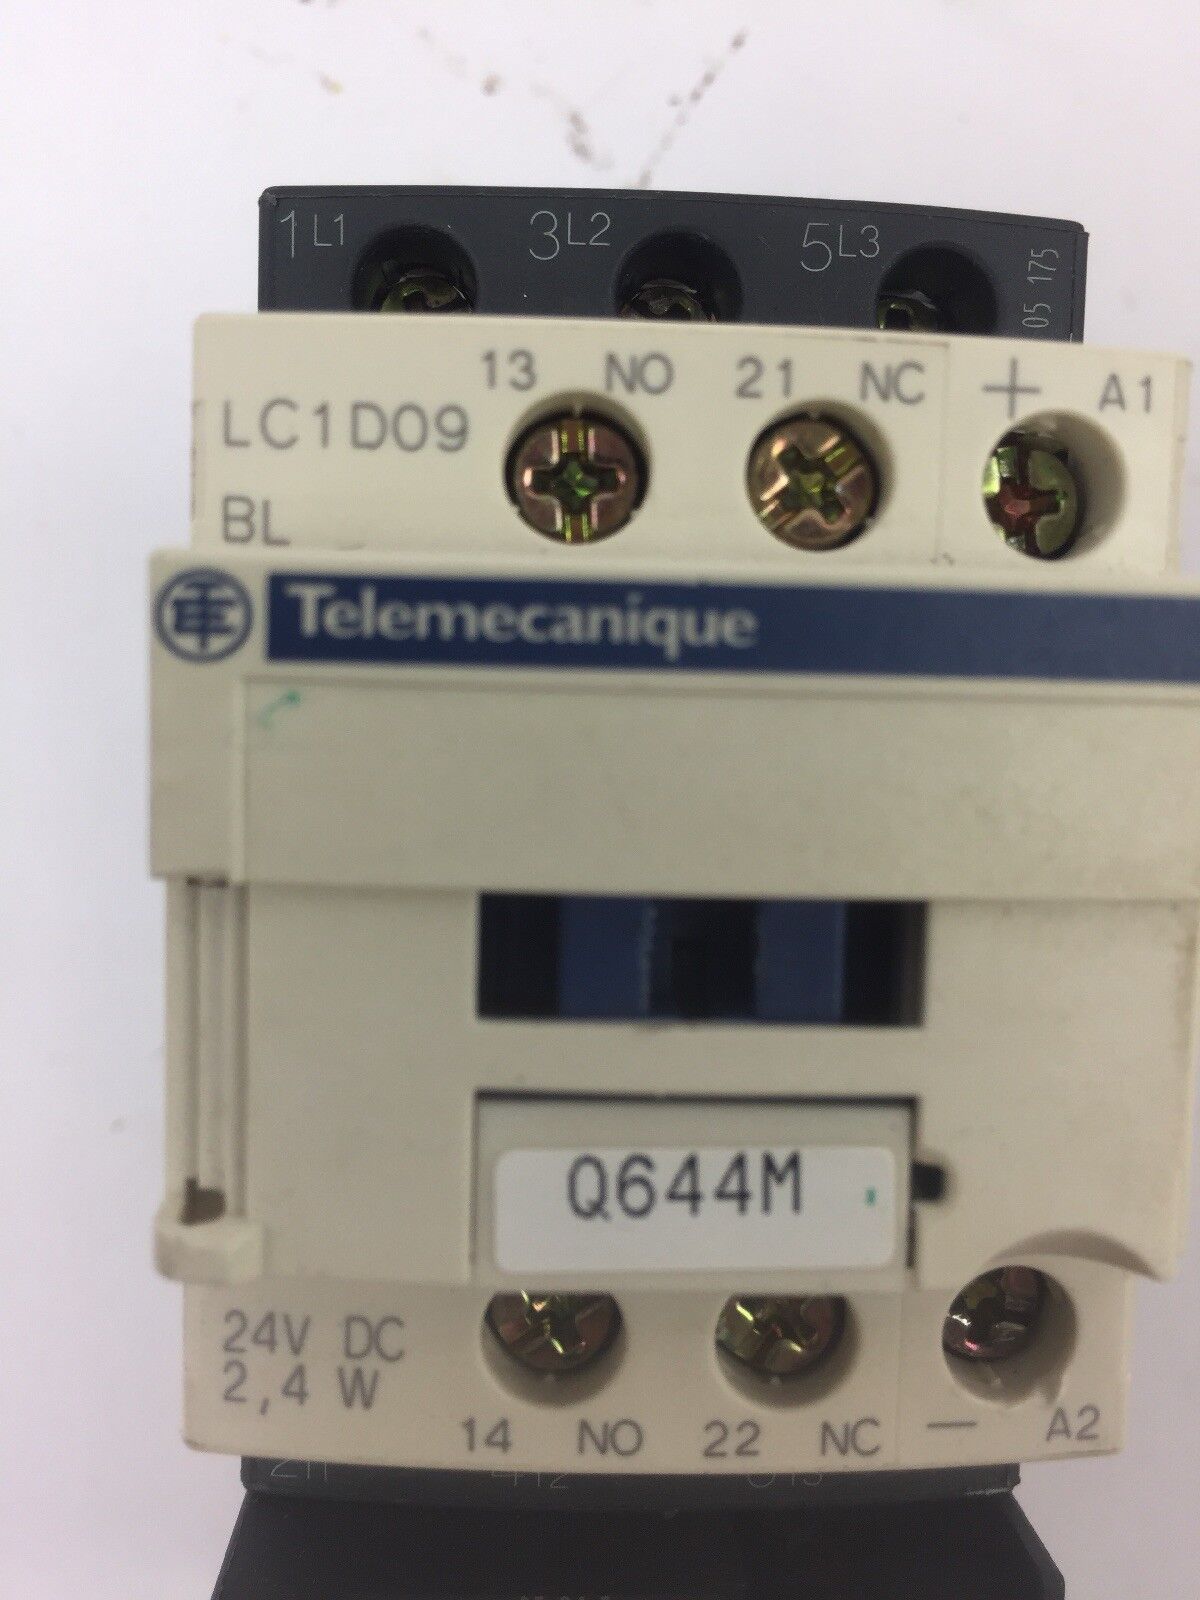 1 L1 3 L2 5 L3
05 175
13 NO 21 NC + A1
LC1D09
BL
Telemecanique
Q644M
24V DC
2,4 W
14 NO 22 NC - A2